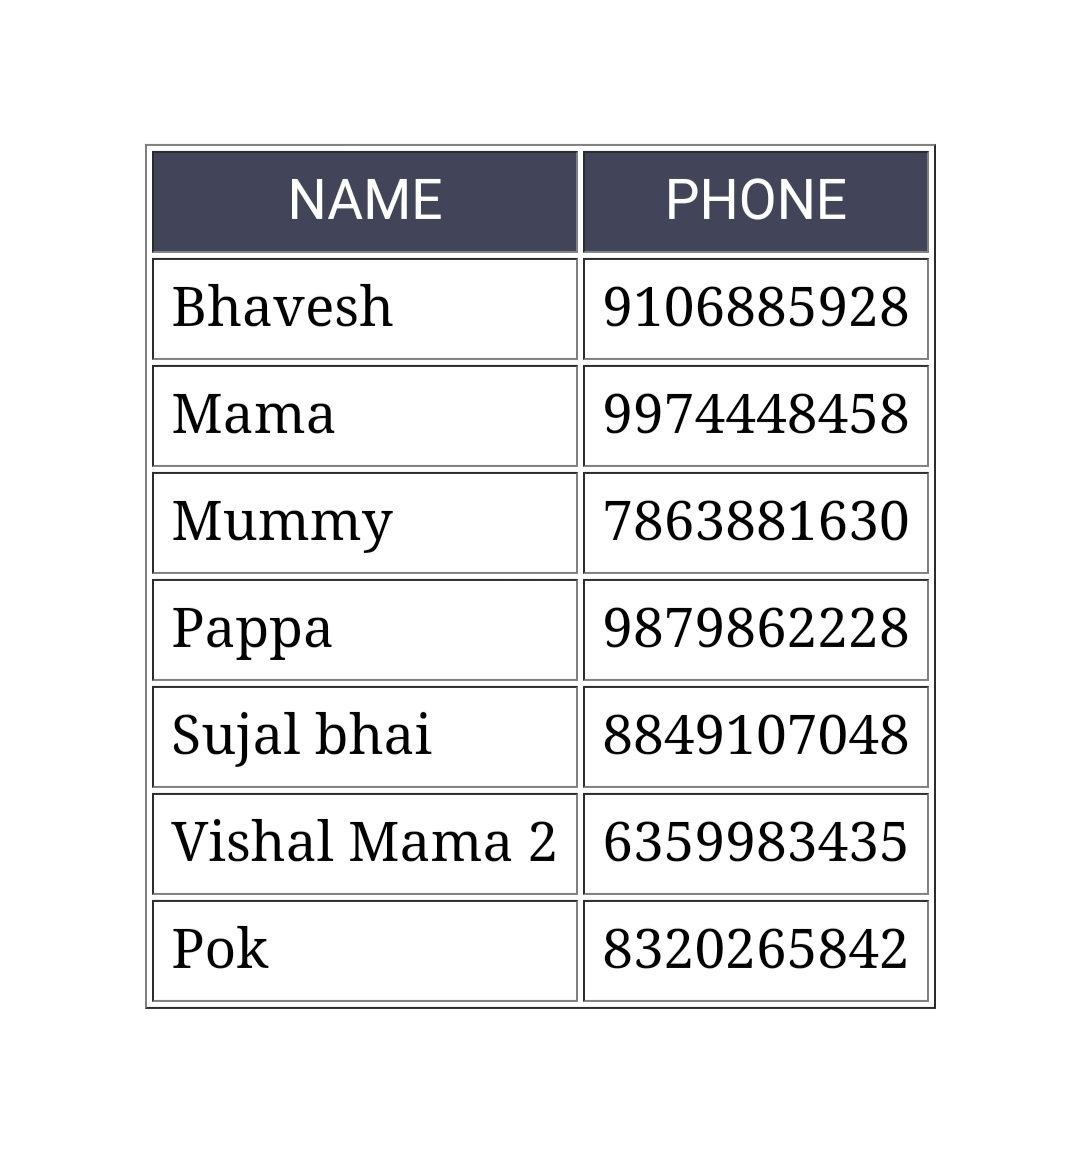 NAME PHONE
Bhavesh 9106885928
Mama 9974448458
Mummy 7863881630
Pappa 9879862228
Sujal bhai 8849107048
Vishal Mama 2 6359983435
Pok 8320265842